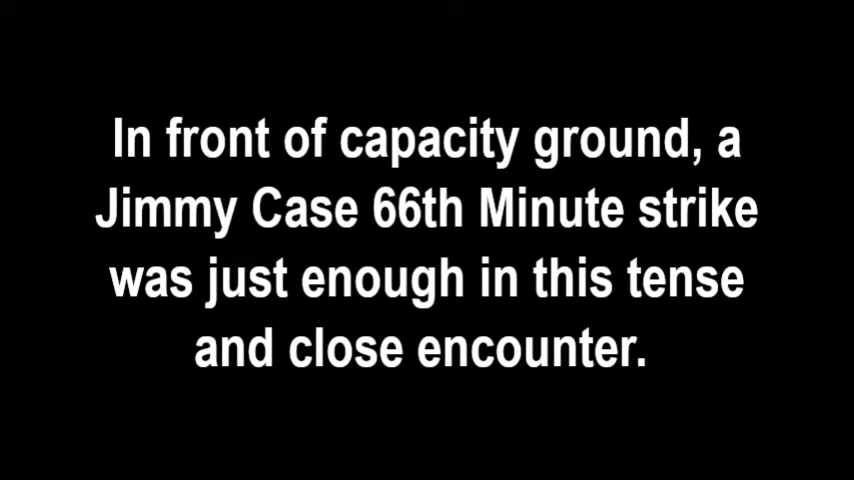 In front of capacity ground, a
Jimmy Case 66th Minute strike
was just enough in this tense
and close encounter.